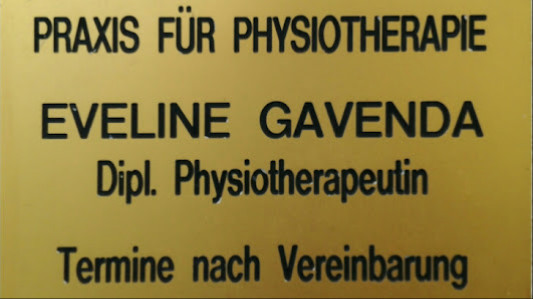 PRAXIS FÜR PHYSIOTHERAPIE
EVELINE GAVENDA
Dipl. Physiotherapeutin
Termine nach Vereinbarung